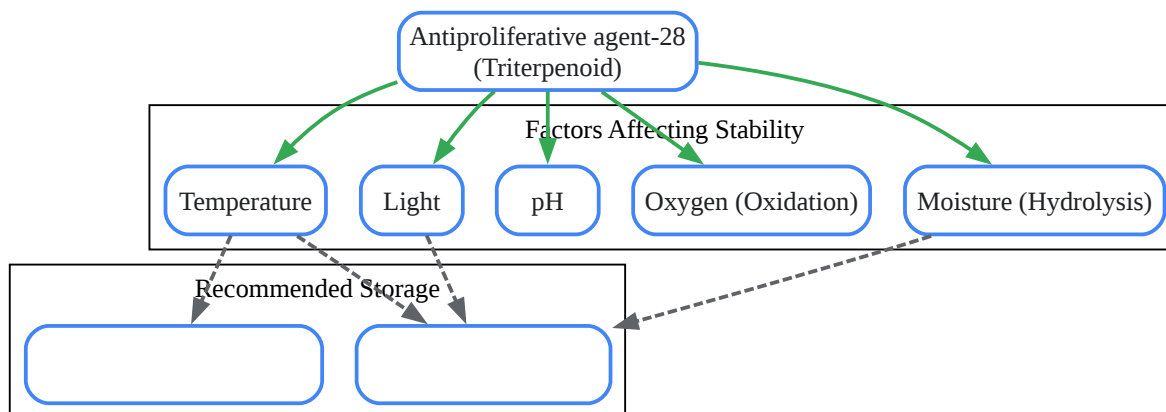 Antiproliferative agent-28
(Triterpenoid)
Factors Affecting Stability
Temperature
Light
pH
Oxygen (Oxidation)
Moisture (Hydrolysis)
Recommended Storage